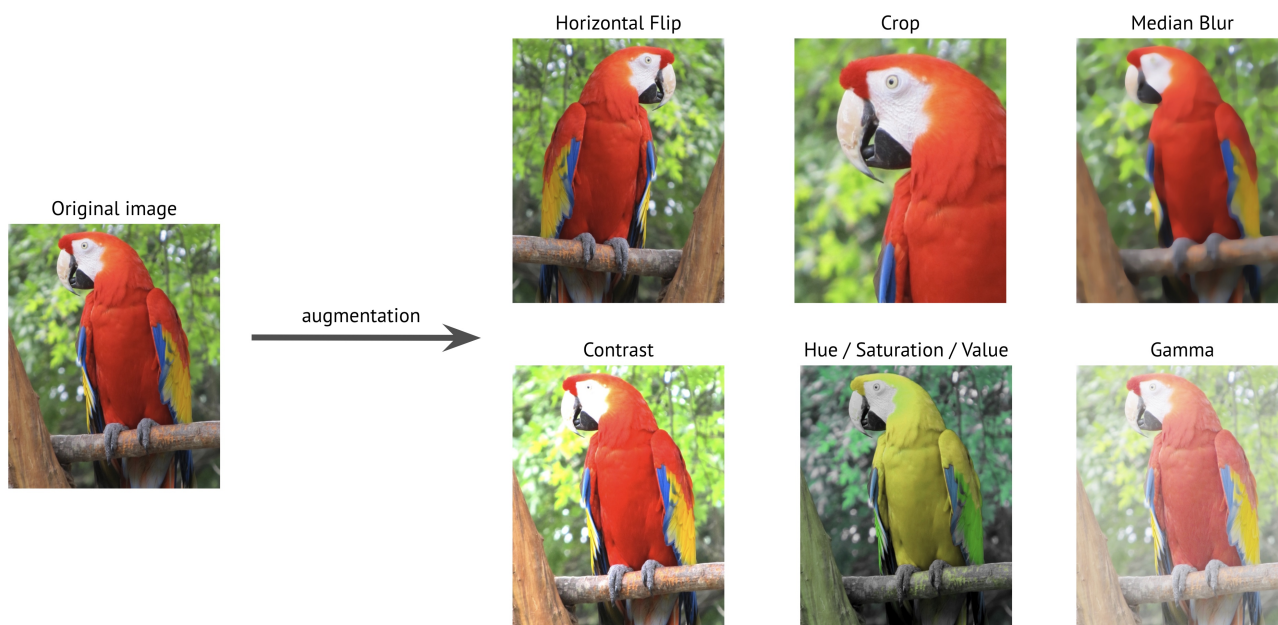 Original image
augmentation
Horizontal Flip
Crop
Median Blur
Contrast
Hue / Saturation / Value
Gamma